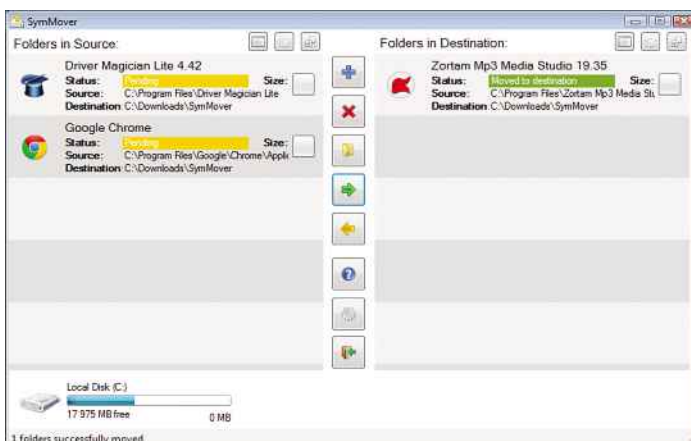 SymMover
Folders in Source:
Driver Magician Lite 4.42
Status: Pending Size:
Source: C:\Program Files\Driver Magician Lite
Destination C:\Downloads\SymMover
Google Chrome
Status: Pending Size:
Source: C:\Program Files\Google\Chrome\Applic
Destination C:\Downloads\SymMover
Folders in Destination:
Zortam Mp3 Media Studio 19.35
Status: Moved to destination Size:
Source: C:\Program Files\Zortam Mp3 Media Stu
Destination C:\Downloads\SymMover
Local Disk (C:)
17 975 MB free 0 MB
1 folders successfully moved